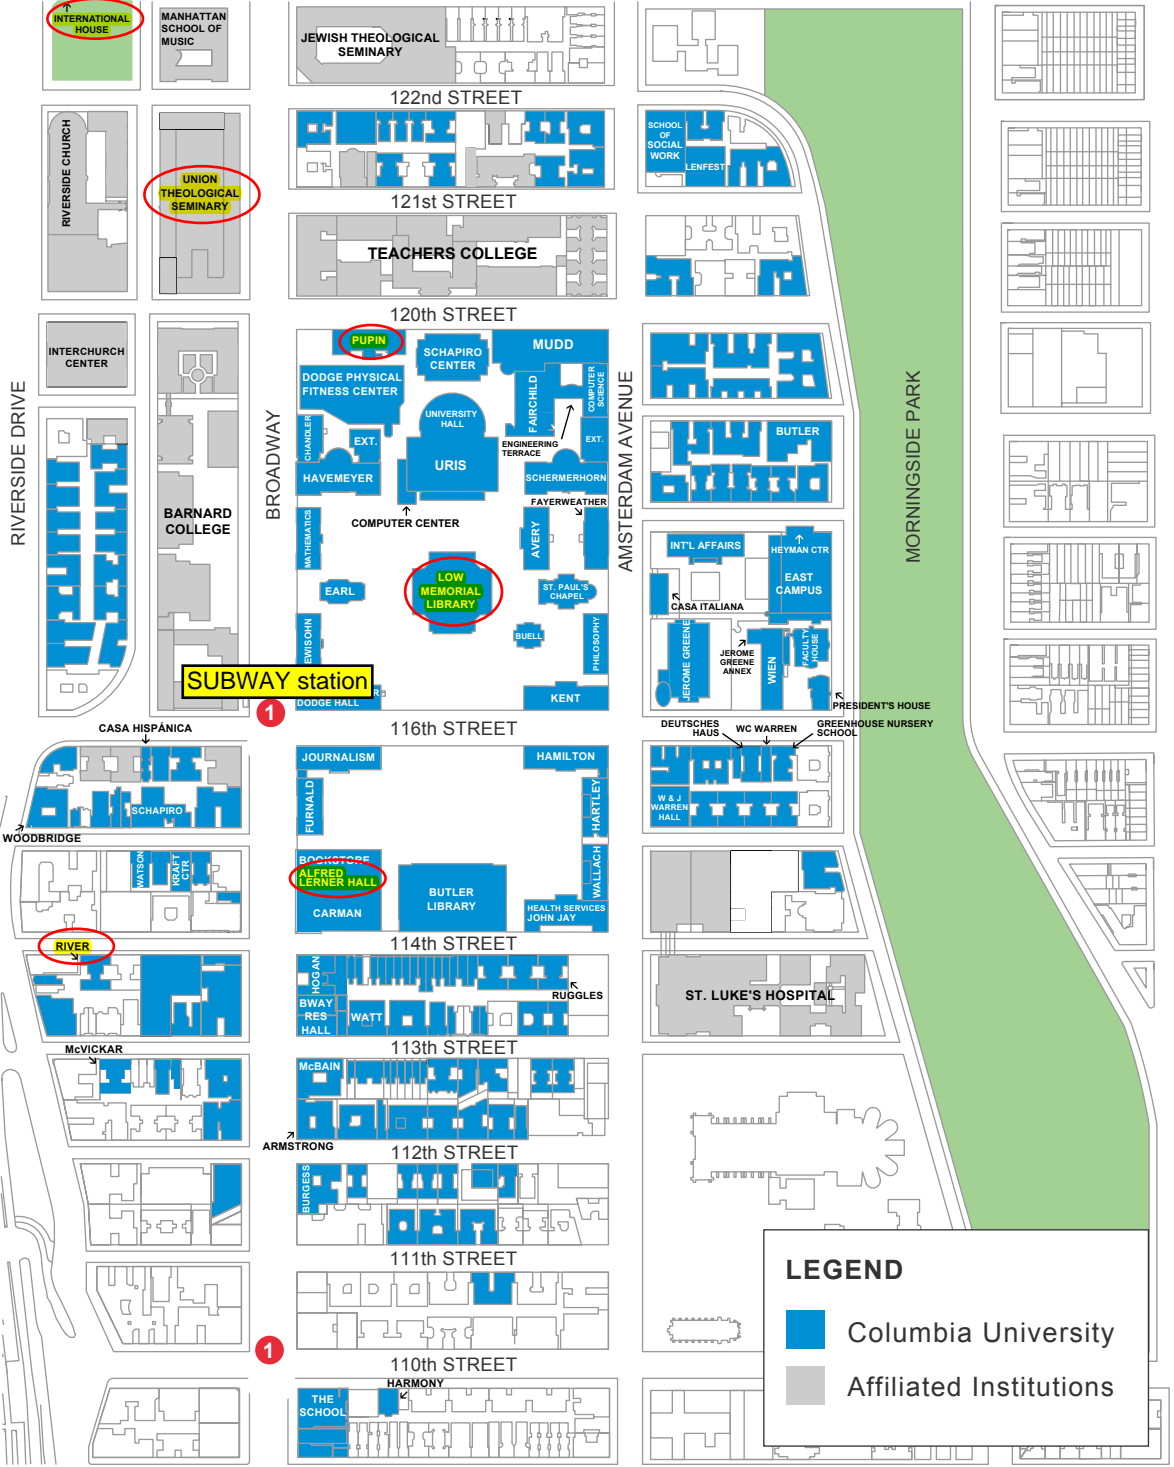 INTERNATIONAL
HOUSE
MANHATTAN
SCHOOL OF
MUSIC
JEWISH THEOLOGICAL
SEMINARY
122nd STREET
RIVERSIDE CHURCH
UNION
THEOLOGICAL
SEMINARY
SCHOOL
OF
SOCIAL
WORK
LENFEST
121st STREET
TEACHERS COLLEGE
120th STREET
INTERCHURCH
CENTER
PUPIN
SCHAPIRO
CENTER
MUDD
DODGE PHYSICAL
FITNESS CENTER
FAIRCHILD
COMPUTER
SCIENCE
UNIVERSITY
HALL
CHANDLER
EXT.
ENGINEERING
TERRACE
EXT.
BUTLER
RIVERSIDE DRIVE
BROADWAY
AMSTERDAM AVENUE
MORNINGSIDE PARK
HAVEMEYER
URIS
SCHERMERHORN
FAYERWEATHER
BARNARD
COLLEGE
COMPUTER CENTER
MATHEMATICS
AVERY
INT'L AFFAIRS
HEYMAN CTR
EAST
CAMPUS
EARL
LOW
MEMORIAL
LIBRARY
ST. PAUL'S
CHAPEL
CASA ITALIANA
EWISOHN
BUELL
PHILOSOPHY
JEROME GREENE
JEROME
GREENE
ANNEX
WIEN
FACULTY
HOUSE
SUBWAY station
R
DODGE HALL
KENT
PRESIDENT'S HOUSE
1
116th STREET
DEUTSCHES
HAUS
WC WARREN
GREENHOUSE NURSERY
SCHOOL
CASA HISPÁNICA
JOURNALISM
HAMILTON
FURNALD
HARTLEY
SCHAPIRO
W & J
WARREN
HALL
WOODBRIDGE
WATSON
KRAFT
CTR
BOOKSTORE
ALFRED
LERNER HALL
CARMAN
BUTLER
LIBRARY
WALLACH
HEALTH SERVICES
JOHN JAY
RIVER
114th STREET
HOGAN
RUGGLES
BWAY
RES
HALL
WATT
ST. LUKE'S HOSPITAL
McVICKAR
113th STREET
McBAIN
ARMSTRONG
112th STREET
BURGESS
111th STREET
1
110th STREET
HARMONY
THE
SCHOOL
LEGEND
Columbia University
Affiliated Institutions